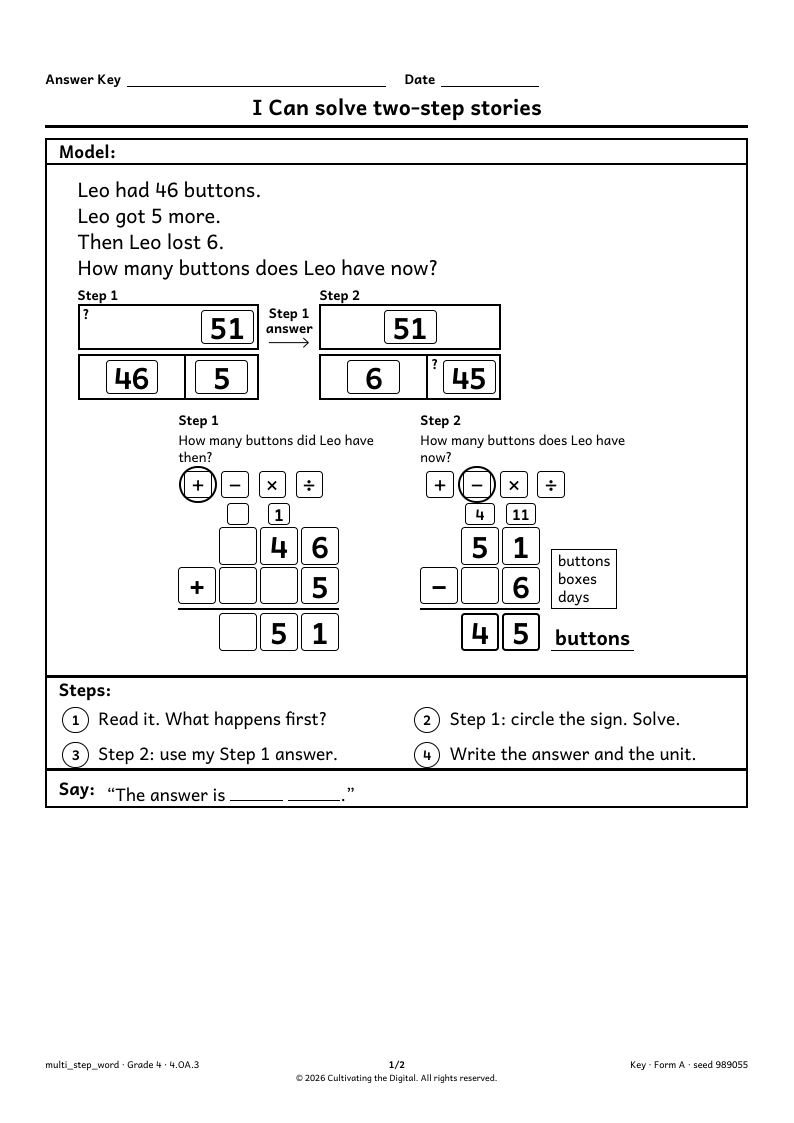 Answer Key Date
I Can solve two-step stories
Model:
Leo had 46 buttons.
Leo got 5 more.
Then Leo lost 6.
How many buttons does Leo have now?
Step 1
? 51
46 5
Step 1
answer
Step 2
51
6 ? 45
Step 1
How many buttons did Leo have
then?
+ − × ÷
1
4 6
+ 5
5 1
Step 2
How many buttons does Leo have
now?
+ − × ÷
4 11
5 1
− 6
4 5
buttons
boxes
days
buttons
Steps:
1 Read it. What happens first?
2 Step 1: circle the sign. Solve.
3 Step 2: use my Step 1 answer.
4 Write the answer and the unit.
Say: “The answer is ______ ______.”
multi_step_word · Grade 4 · 4.OA.3
1/2
Key · Form A · seed 989055
© 2026 Cultivating the Digital. All rights reserved.